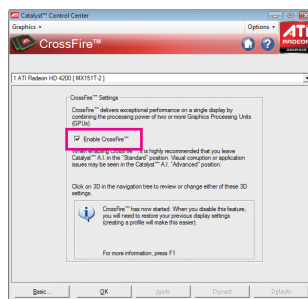 Catalyst™ Control Center
Graphics
Options
ATI
RADEON
CrossFire™
1.ATI Radeon HD 4200 [ MX151T-2 ]
CrossFire™ Settings
CrossFire™ delivers exceptional performance on a single display by
combining the processing power of two or more Graphics Processing Units
(GPUs).
Enable CrossFire™
When enabling CrossFire™, it is highly recommended that you leave
Catalyst™ A.I. in the "Standard" position. Visual corruption or application
issues may be seen in the Catalyst™ A.I. "Advanced" position.
Click on 3D in the navigation tree to review or change either of these 3D
settings.
CrossFire™ has now started. When you disable this feature,
you will need to restore your previous display settings
(creating a profile will make this easier).
For more information, press F1
Basic...
OK
Apply
Discard
Defaults